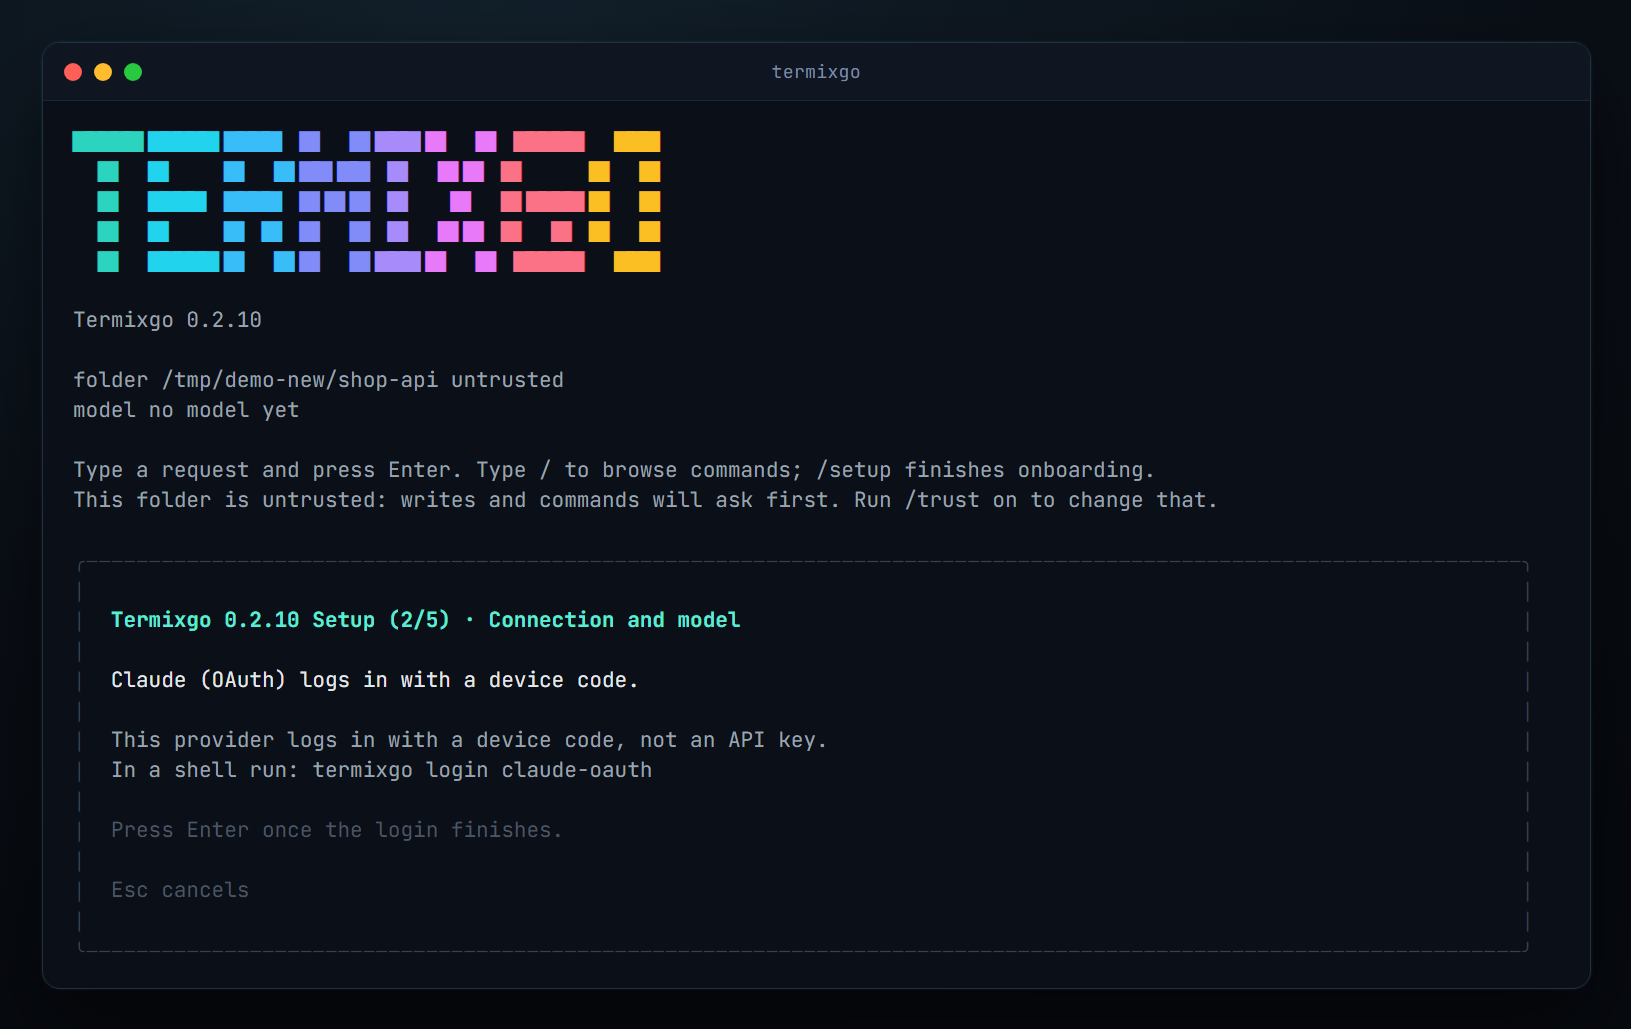 termixgo
TERMIXGO
Termixgo 0.2.10
folder /tmp/demo-new/shop-api untrusted
model no model yet
Type a request and press Enter. Type / to browse commands; /setup finishes onboarding.
This folder is untrusted: writes and commands will ask first. Run /trust on to change that.
Termixgo 0.2.10 Setup (2/5) · Connection and model
Claude (OAuth) logs in with a device code.
This provider logs in with a device code, not an API key.
In a shell run: termixgo login claude-oauth
Press Enter once the login finishes.
Esc cancels